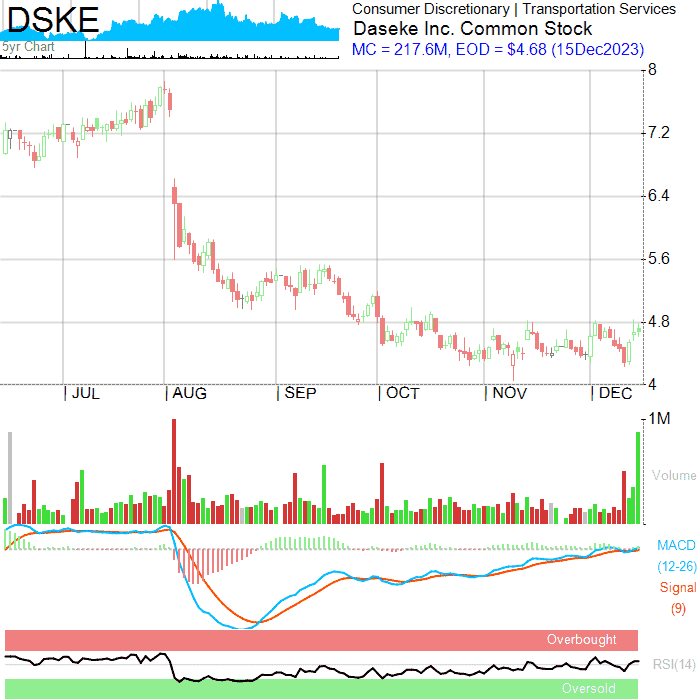 DSKE
5yr Chart
Consumer Discretionary | Transportation Services
Daseke Inc. Common Stock
MC = 217.6M, EOD = $4.68 (15Dec2023)
8
7.2
6.4
5.6
4.8
4
JUL AUG SEP OCT NOV DEC
1M
Volume
MACD
(12-26)
Signal
(9)
Overbought
RSI(14)
Oversold